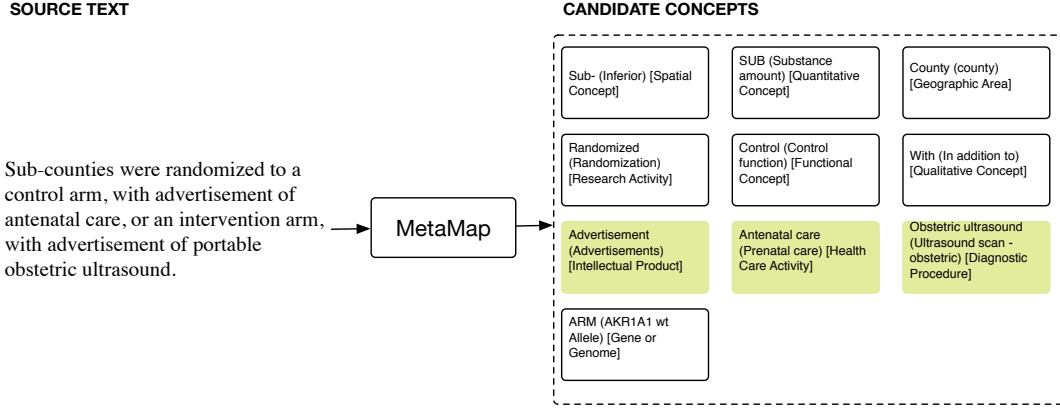 SOURCE TEXT
CANDIDATE CONCEPTS
Sub-counties were randomized to a
control arm, with advertisement of
antenatal care, or an intervention arm,
with advertisement of portable
obstetric ultrasound.
MetaMap
Sub- (Inferior) [Spatial
Concept]
SUB (Substance
amount) [Quantitative
Concept]
County (county)
[Geographic Area]
Randomized
(Randomization)
[Research Activity]
Control (Control
function) [Functional
Concept]
With (In addition to)
[Qualitative Concept]
Advertisement
(Advertisements)
[Intellectual Product]
Antenatal care
(Prenatal care) [Health
Care Activity]
Obstetric ultrasound
(Ultrasound scan -
obstetric) [Diagnostic
Procedure]
ARM (AKR1A1 wt
Allele) [Gene or
Genome]